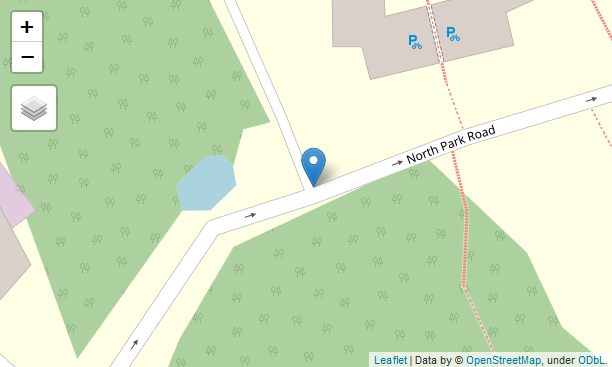 +
−
P P
North Park Road
Leaflet | Data by © OpenStreetMap, under ODbL.